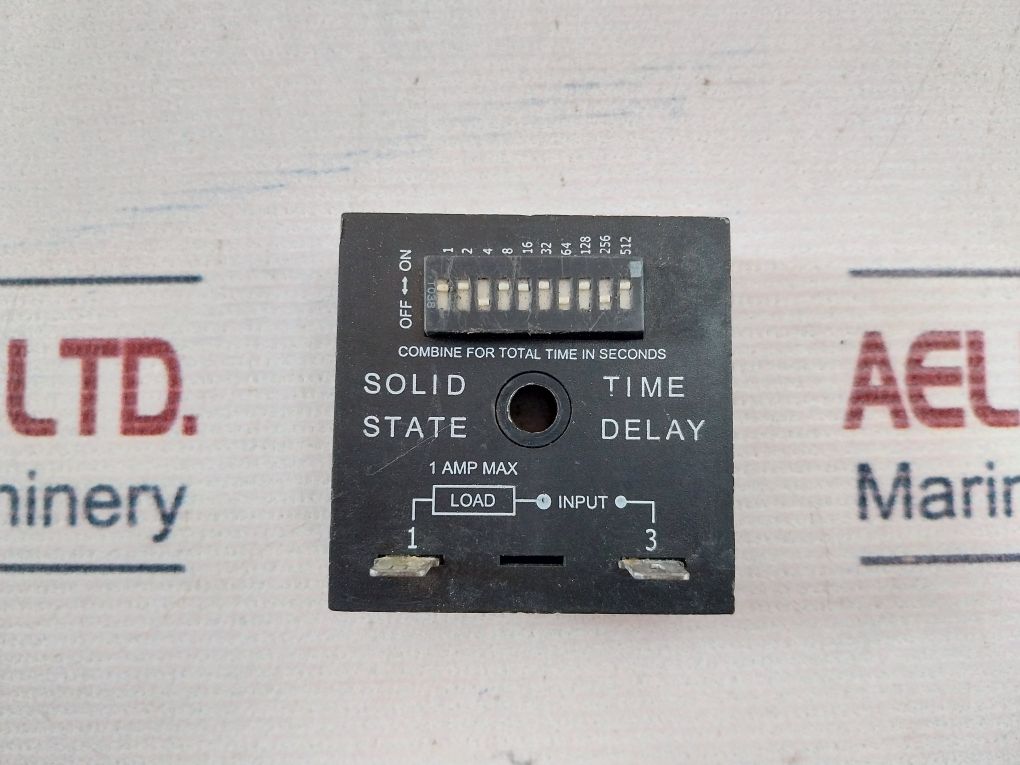 1 2 4 8 16 32 64 128 256 512
OFF ↔ ON
COMBINE FOR TOTAL TIME IN SECONDS
SOLID TIME
STATE DELAY
1 AMP MAX
LOAD INPUT
1 3
LTD.
hinery
AEL
Marin